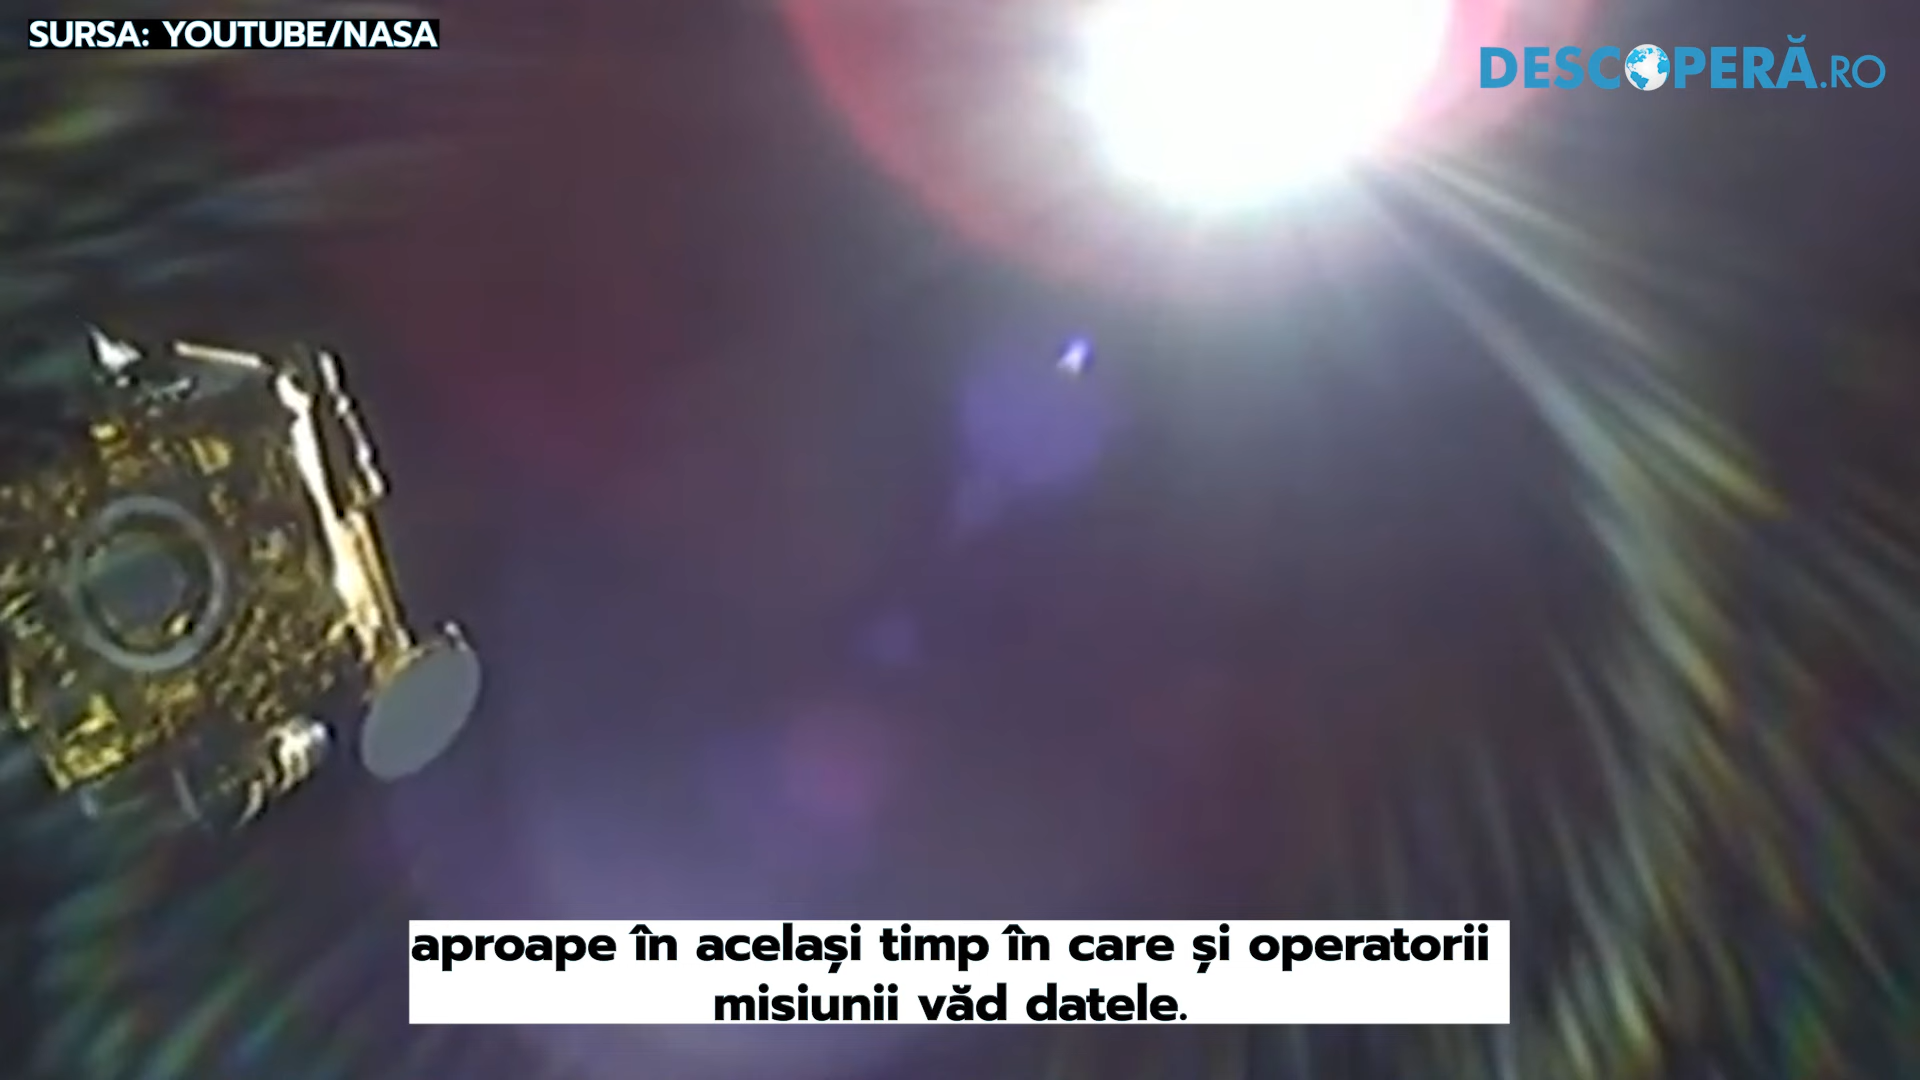 SURSA: YOUTUBE/NASA
DESCOPERĂ.RO
aproape în același timp în care și operatorii
misiunii văd datele.